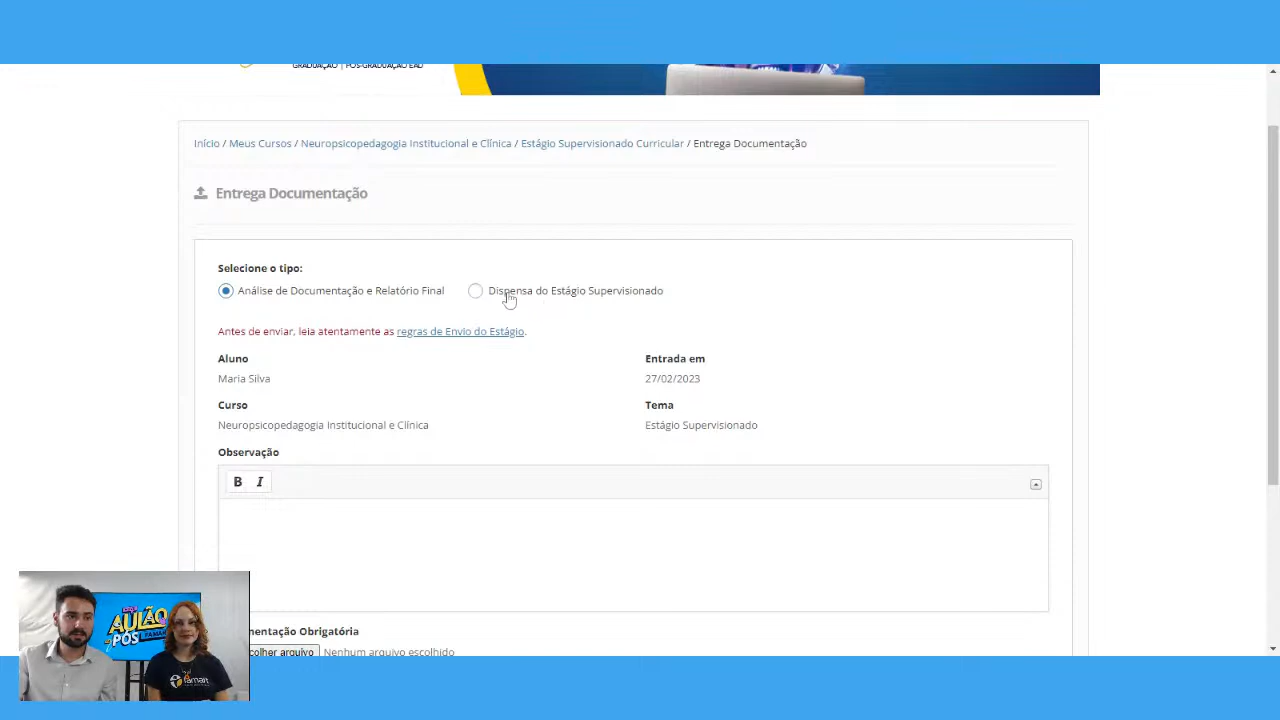 GRADUAÇÃO | PÓS-GRADUAÇÃO EAD
Início / Meus Cursos / Neuropsicopedagogia Institucional e Clínica / Estágio Supervisionado Curricular / Entrega Documentação
Entrega Documentação
Selecione o tipo:
Análise de Documentação e Relatório Final
Dispensa do Estágio Supervisionado
Antes de enviar, leia atentamente as regras de Envio do Estágio.
Aluno
Entrada em
Maria Silva
27/02/2023
Curso
Tema
Neuropsicopedagogia Institucional e Clínica
Estágio Supervisionado
Observação
B I
mentação Obrigatória
colher arquivo Nenhum arquivo escolhido
AULÃO
PÓS
famart